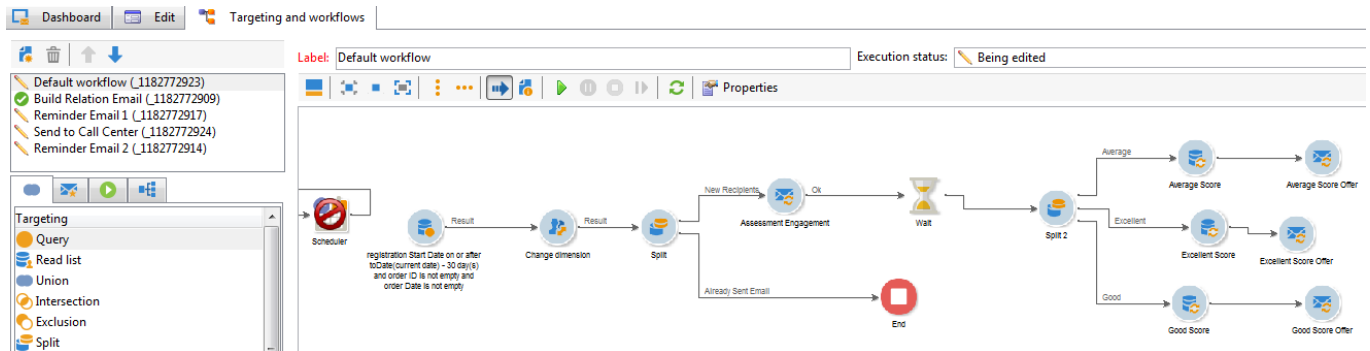 Dashboard Edit Targeting and workflows
Label: Default workflow Execution status: Being edited
Default workflow (_1182772923)
Build Relation Email (_1182772909)
Reminder Email 1 (_1182772917)
Send to Call Center (_1182772924)
Reminder Email 2 (_1182772914)
Properties
Targeting
Query
Read list
Union
Intersection
Exclusion
Split
Scheduler
Result
registration Start Date on or after
toDate(current date) - 30 day(s)
and order ID is not empty and
order Date is not empty
Result
Change dimension
Split
New Recipients
Ok
Assessment Engagement
Wait
Already Sent Email
End
Split 2
Average
Average Score
Average Score Offer
Excellent
Excellent Score
Excellent Score Offer
Good
Good Score
Good Score Offer